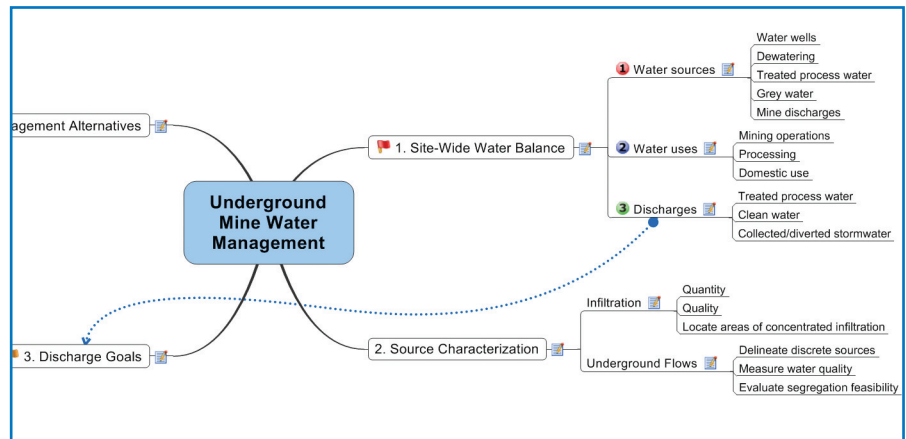 Underground
Mine Water
Management
1. Site-Wide Water Balance
1 Water sources
Water wells
Dewatering
Treated process water
Grey water
Mine discharges
2 Water uses
Mining operations
Processing
Domestic use
3 Discharges
Treated process water
Clean water
Collected/diverted stormwater
2. Source Characterization
Infiltration
Quantity
Quality
Locate areas of concentrated infiltration
Underground Flows
Delineate discrete sources
Measure water quality
Evaluate segregation feasibility
3. Discharge Goals
agement Alternatives